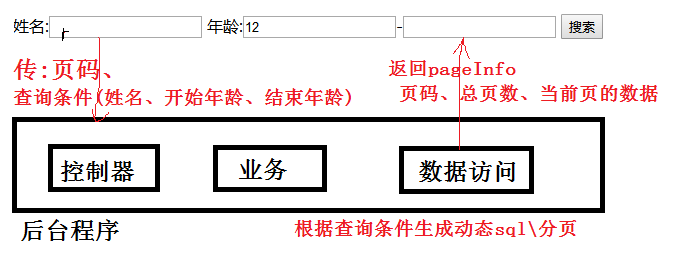 姓名: 年龄:12 - 搜索
传:页码、
查询条件(姓名、开始年龄、结束年龄)
返回pageInfo
页码、总页数、当前页的数据
控制器 业务 数据访问
后台程序
根据查询条件生成动态sql\分页